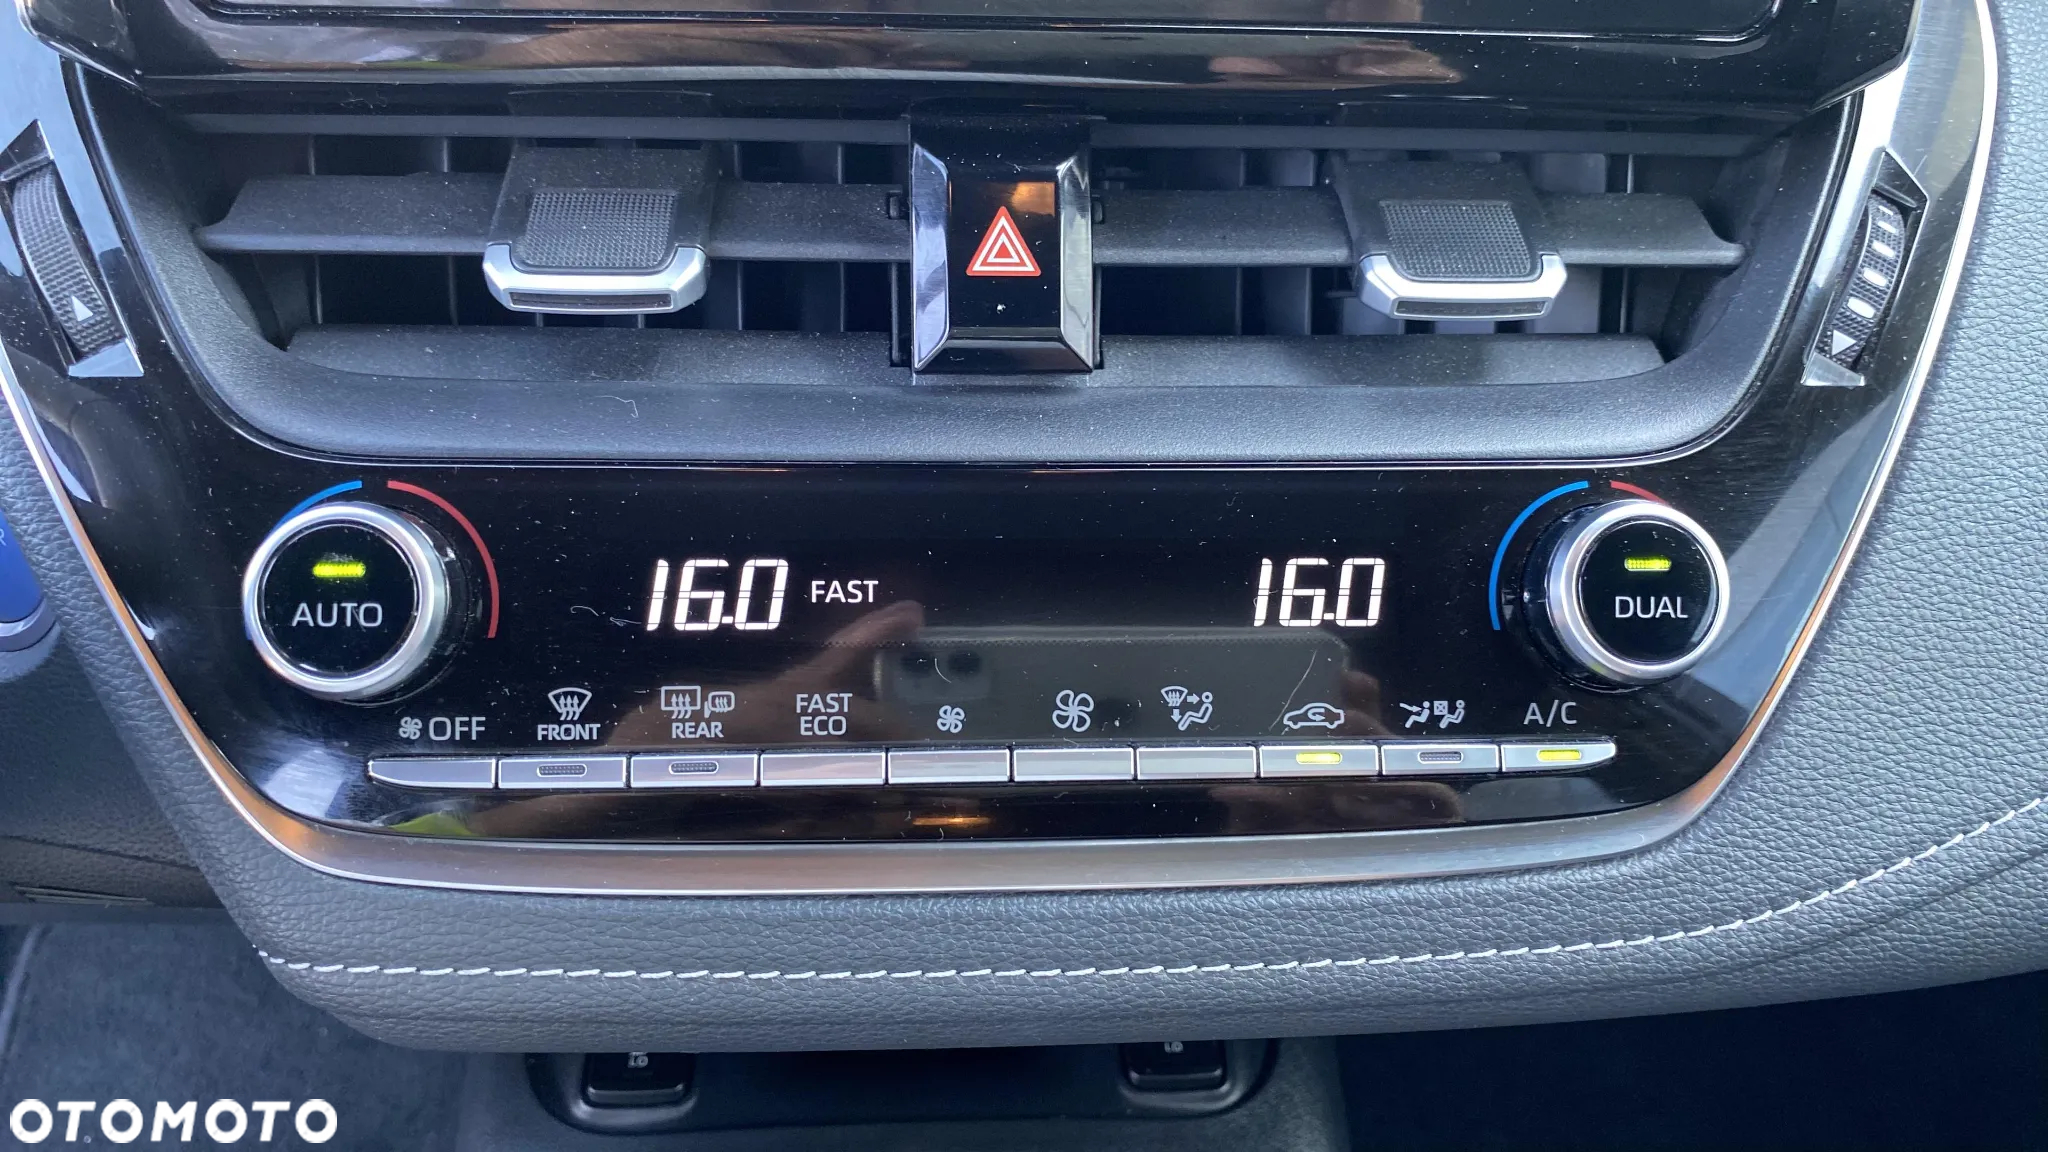 16.0 FAST 16.0
AUTO
DUAL
OFF
FRONT
REAR
FAST
ECO
A/C
OTOMOTO